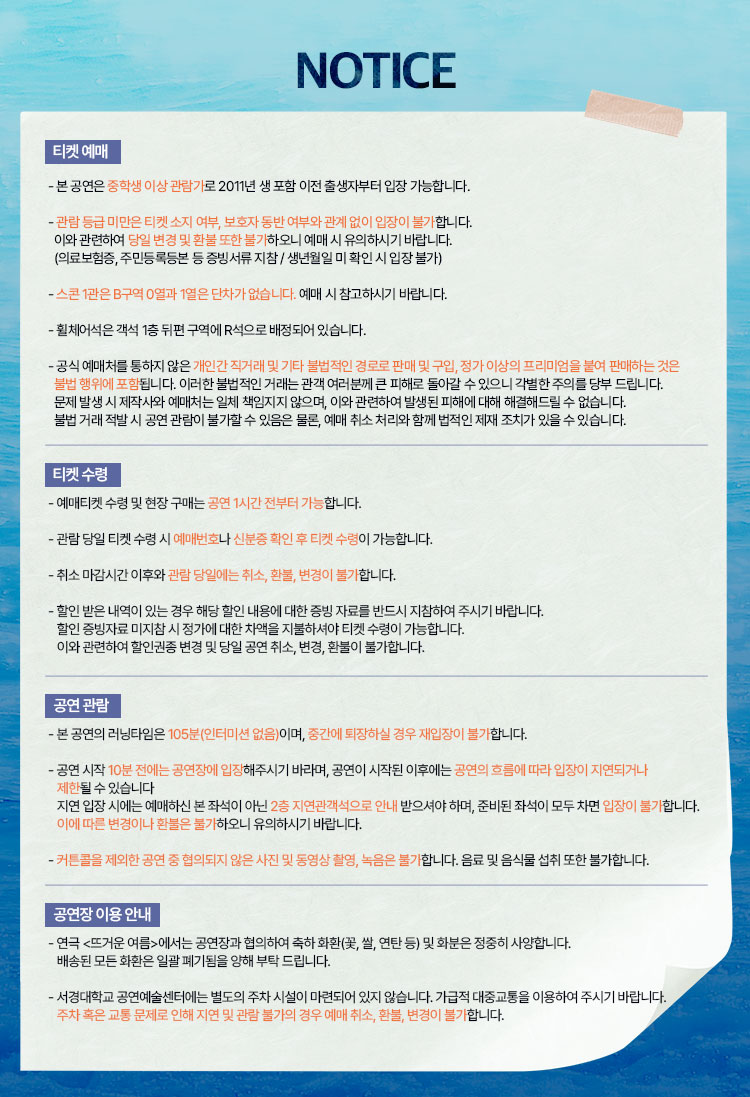 NOTICE
티켓 예매
- 본 공연은 중학생 이상 관람가로 2011년 생 포함 이전 출생자부터 입장 가능합니다.
- 관람 등급 미만은 티켓 소지 여부, 보호자 동반 여부와 관계 없이 입장이 불가합니다.
이와 관련하여 당일 변경 및 환불 또한 불가하오니 예매 시 유의하시기 바랍니다.
(의료보험증, 주민등록등본 등 증빙서류 지참 / 생년월일 미 확인 시 입장 불가)
- 스콘 1관은 B구역 0열과 1열은 단차가 없습니다. 예매 시 참고하시기 바랍니다.
- 휠체어석은 객석 1층 뒤편 구역에 R석으로 배정되어 있습니다.
- 공식 예매처를 통하지 않은 개인간 직거래 및 기타 불법적인 경로로 판매 및 구입, 정가 이상의 프리미엄을 붙여 판매하는 것은
불법 행위에 포함됩니다. 이러한 불법적인 거래는 관객 여러분께 큰 피해로 돌아갈 수 있으니 각별한 주의를 당부 드립니다.
문제 발생 시 제작사와 예매처는 일체 책임지지 않으며, 이와 관련하여 발생된 피해에 대해 해결해드릴 수 없습니다.
불법 거래 적발 시 공연 관람이 불가할 수 있음은 물론, 예매 취소 처리와 함께 법적인 제재 조치가 있을 수 있습니다.
티켓 수령
- 예매티켓 수령 및 현장 구매는 공연 1시간 전부터 가능합니다.
- 관람 당일 티켓 수령 시 예매번호나 신분증 확인 후 티켓 수령이 가능합니다.
- 취소 마감시간 이후와 관람 당일에는 취소, 환불, 변경이 불가합니다.
- 할인 받은 내역이 있는 경우 해당 할인 내용에 대한 증빙 자료를 반드시 지참하여 주시기 바랍니다.
할인 증빙자료 미지참 시 정가에 대한 차액을 지불하셔야 티켓 수령이 가능합니다.
이와 관련하여 할인권종 변경 및 당일 공연 취소, 변경, 환불이 불가합니다.
공연 관람
- 본 공연의 러닝타임은 105분(인터미션 없음)이며, 중간에 퇴장하실 경우 재입장이 불가합니다.
- 공연 시작 10분 전에는 공연장에 입장해주시기 바라며, 공연이 시작된 이후에는 공연의 흐름에 따라 입장이 지연되거나
제한될 수 있습니다
지연 입장 시에는 예매하신 본 좌석이 아닌 2층 지연관객석으로 안내 받으셔야 하며, 준비된 좌석이 모두 차면 입장이 불가합니다.
이에 따른 변경이나 환불은 불가하오니 유의하시기 바랍니다.
- 커튼콜을 제외한 공연 중 협의되지 않은 사진 및 동영상 촬영, 녹음은 불가합니다. 음료 및 음식물 섭취 또한 불가합니다.
공연장 이용 안내
- 연극 <뜨거운 여름>에서는 공연장과 협의하여 축하 화환(꽃, 쌀, 연탄 등) 및 화분은 정중히 사양합니다.
배송된 모든 화환은 일괄 폐기됨을 양해 부탁 드립니다.
- 서경대학교 공연예술센터에는 별도의 주차 시설이 마련되어 있지 않습니다. 가급적 대중교통을 이용하여 주시기 바랍니다.
주차 혹은 교통 문제로 인해 지연 및 관람 불가의 경우 예매 취소, 환불, 변경이 불가합니다.